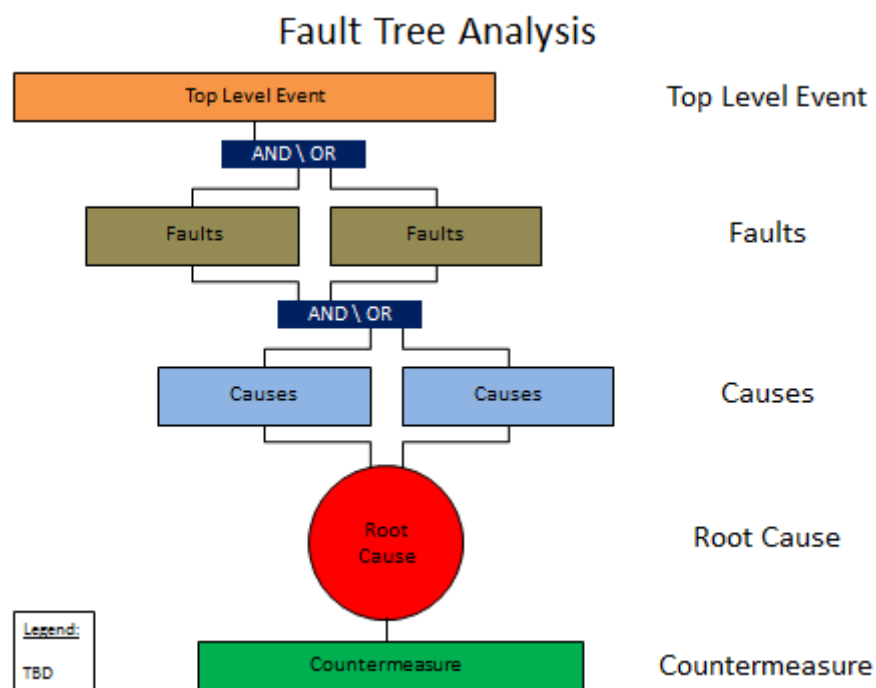 Fault Tree Analysis
Top Level Event
Top Level Event
AND \ OR
Faults
Faults
Faults
AND \ OR
Causes
Causes
Causes
Root
Cause
Root Cause
Legend:
TBD
Countermeasure
Countermeasure